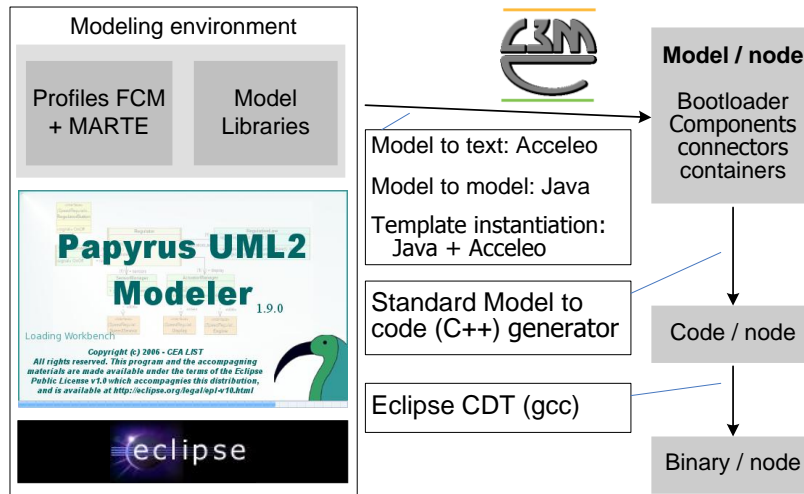 Modeling environment
Profiles FCM
+ MARTE
Model
Libraries
Papyrus UML2
Modeler
1.9.0
Loading Workbench
Copyright (c) 2006 - CEA LIST
All rights reserved. This program and the accompagning
materials are made available under the terms of the Eclipse
Public License v1.0 which accompagnies this distribution,
and is available at http://eclipse.org/legal/epl-v10.html
eclipse
C3M
Model to text: Acceleo
Model to model: Java
Template instantiation:
Java + Acceleo
Standard Model to
code (C++) generator
Eclipse CDT (gcc)
Model / node
Bootloader
Components
connectors
containers
Code / node
Binary / node